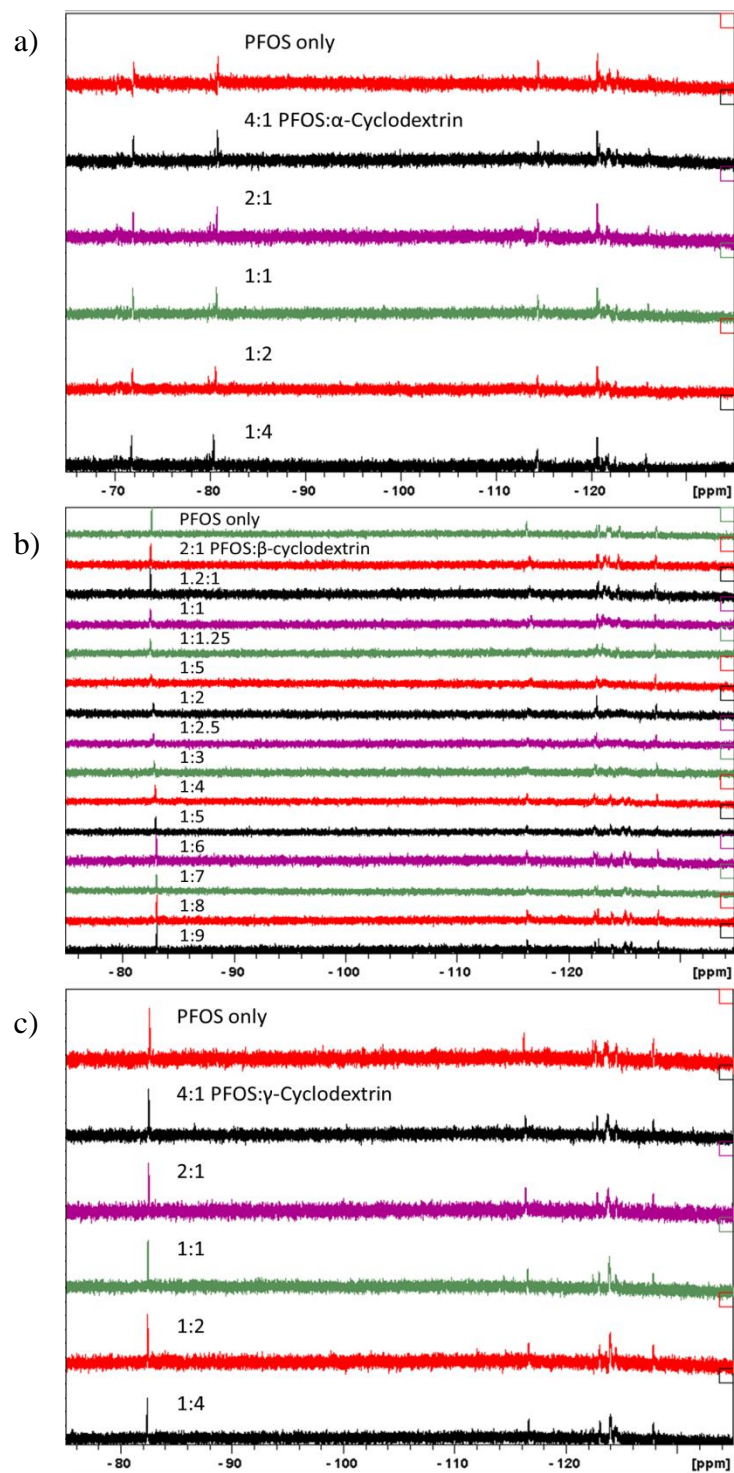 a)
PFOS only
4:1 PFOS:α-Cyclodextrin
2:1
1:1
1:2
1:4
-70 -80 -90 -100 -110 -120 [ppm]
b)
PFOS only
2:1 PFOS:β-cyclodextrin
1.2:1
1:1
1:1.25
1:5
1:2
1:2.5
1:3
1:4
1:5
1:6
1:7
1:8
1:9
-80 -90 -100 -110 -120 [ppm]
c)
PFOS only
4:1 PFOS:γ-Cyclodextrin
2:1
1:1
1:2
1:4
-80 -90 -100 -110 -120 [ppm]